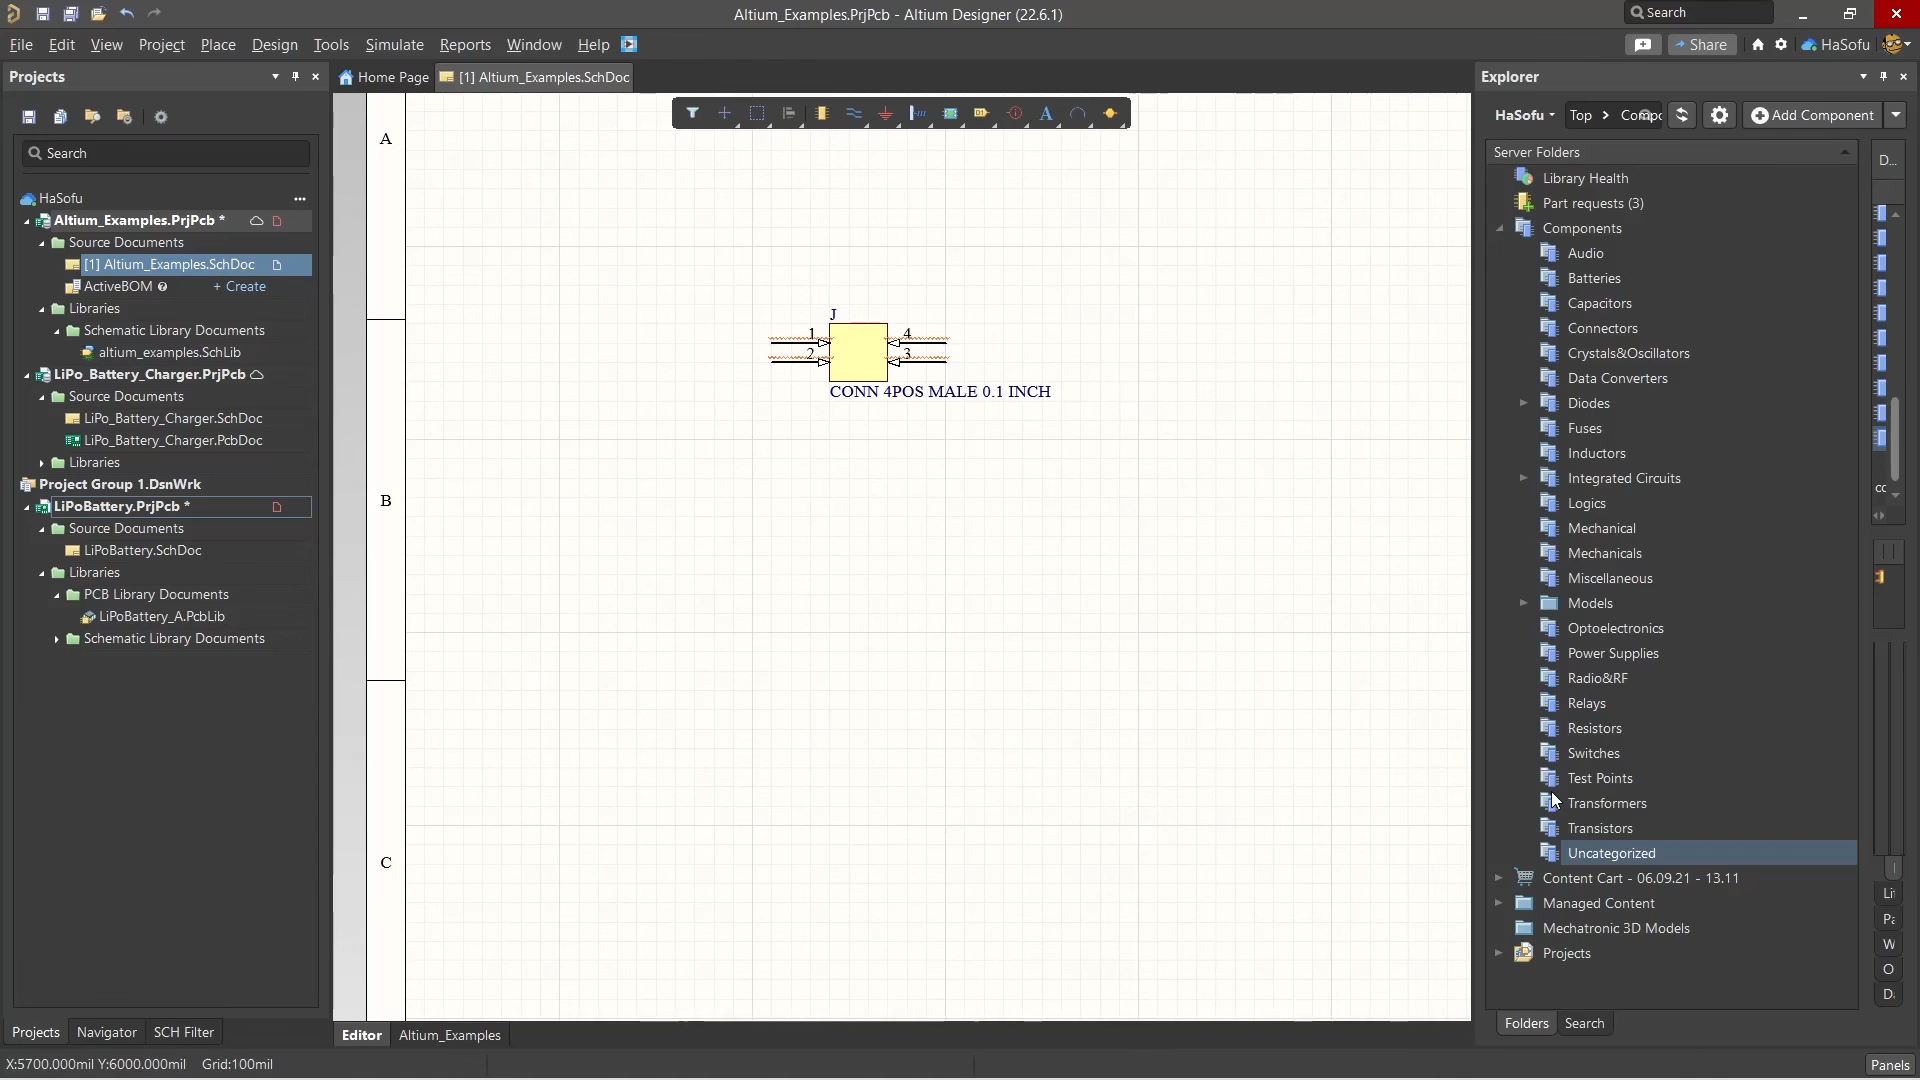 Altium_Examples.PrjPcb - Altium Designer (22.6.1)
Search
File Edit View Project Place Design Tools Simulate Reports Window Help
Share
HaSofu
Projects
Home Page
[1] Altium_Examples.SchDoc
Explorer
HaSofu
Top
Add Component
Search
HaSofu
Altium_Examples.PrjPcb *
Source Documents
[1] Altium_Examples.SchDoc
ActiveBOM
+ Create
Libraries
Schematic Library Documents
altium_examples.SchLib
LiPo_Battery_Charger.PrjPcb
Source Documents
LiPo_Battery_Charger.SchDoc
LiPo_Battery_Charger.PcbDoc
Libraries
Project Group 1.DsnWrk
LiPoBattery.PrjPcb *
Source Documents
LiPoBattery.SchDoc
Libraries
PCB Library Documents
LiPoBattery_A.PcbLib
Schematic Library Documents
A
B
C
J
1
4
2
3
CONN 4POS MALE 0.1 INCH
Server Folders
D...
Library Health
Part requests (3)
Components
Audio
Batteries
Capacitors
Connectors
Crystals&Oscillators
Data Converters
Diodes
Fuses
Inductors
Integrated Circuits
Logics
Mechanical
Mechanicals
Miscellaneous
Models
Optoelectronics
Power Supplies
Radio&RF
Relays
Resistors
Switches
Test Points
Transformers
Transistors
Uncategorized
Content Cart - 06.09.21 - 13.11
Managed Content
Mechatronic 3D Models
Projects
Folders
Search
Projects
Navigator
SCH Filter
Editor
Altium_Examples
X:5700.000mil Y:6000.000mil Grid:100mil
Panels